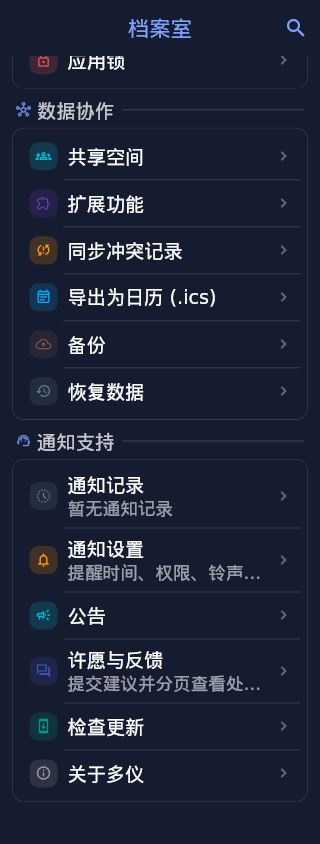 档案室
应用锁
数据协作
共享空间
扩展功能
同步冲突记录
导出为日历 (.ics)
备份
恢复数据
通知支持
通知记录
暂无通知记录
通知设置
提醒时间、权限、铃声...
公告
许愿与反馈
提交建议并分页查看处...
检查更新
关于多仪